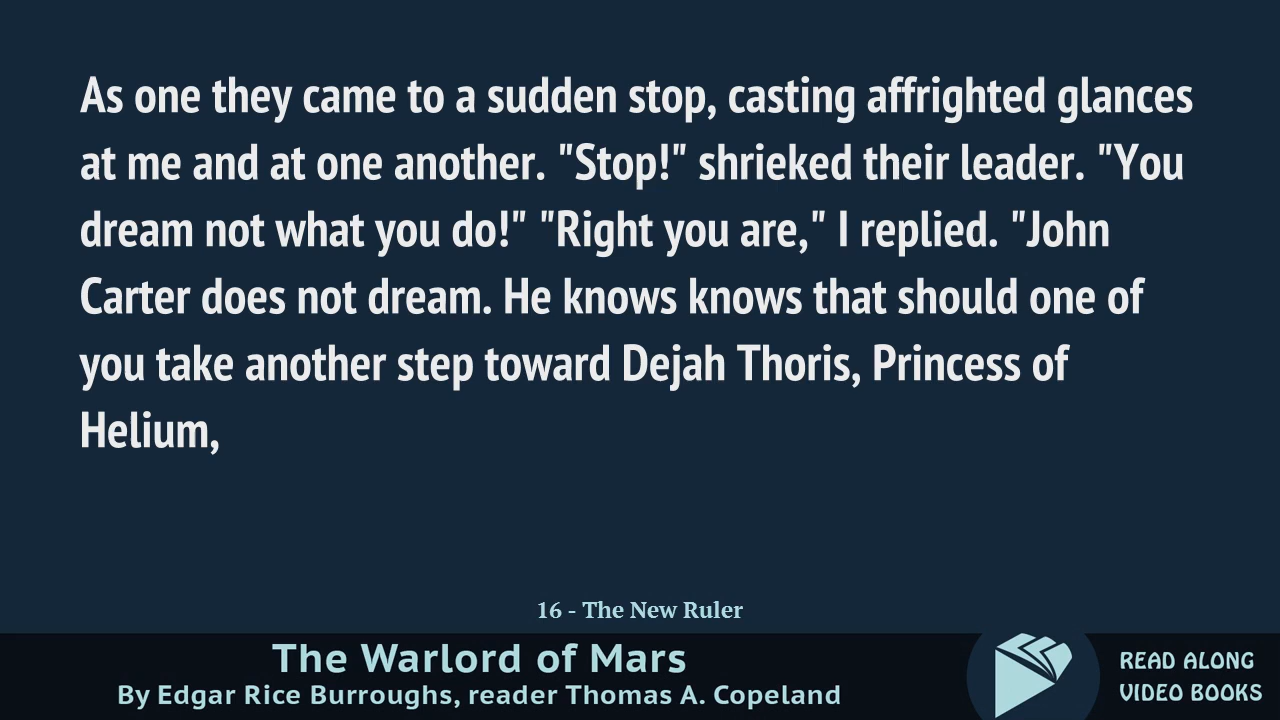 As one they came to a sudden stop, casting affrighted glances
at me and at one another. "Stop!" shrieked their leader. "You
dream not what you do!" "Right you are," I replied. "John
Carter does not dream. He knows knows that should one of
you take another step toward Dejah Thoris, Princess of
Helium,
16 - The New Ruler
The Warlord of Mars
By Edgar Rice Burroughs, reader Thomas A. Copeland
READ ALONG
VIDEO BOOKS